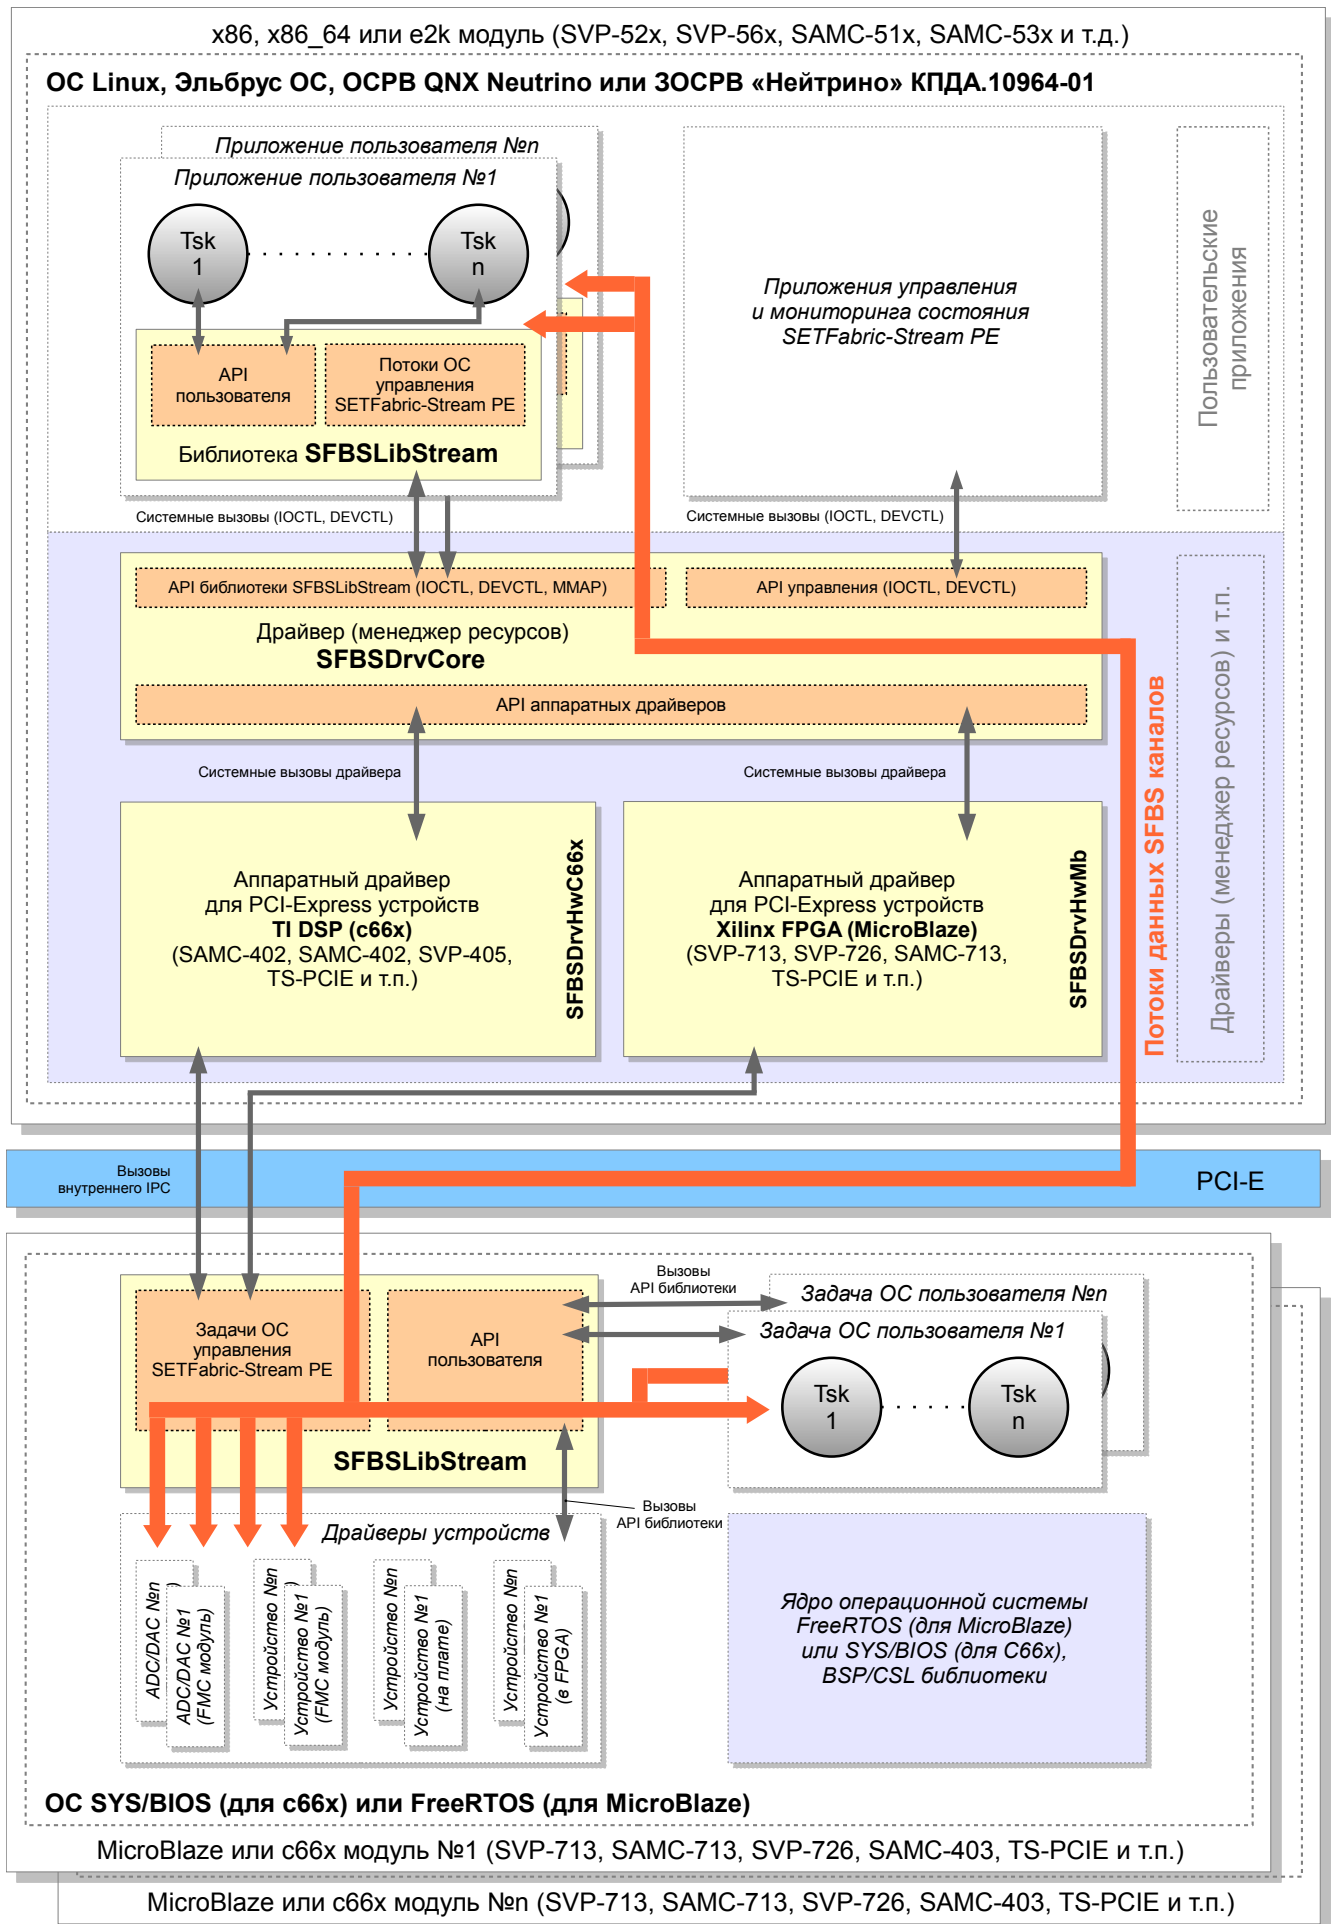 x86, x86_64 или e2k модуль (SVP-52x, SVP-56x, SAMC-51x, SAMC-53x и т.д.)
ОС Linux, Эльбрус ОС, ОСРВ QNX Neutrino или ЗОСРВ «Нейтрино» КПДА.10964-01
Приложение пользователя №n
Приложение пользователя №1
Tsk
1
Tsk
n
API
пользователя
Потоки ОС
управления
SETFabric-Stream PE
Библиотека SFBSLibStream
Приложения управления
и мониторинга состояния
SETFabric-Stream PE
Пользовательские
приложения
Системные вызовы (IOCTL, DEVCTL)
Системные вызовы (IOCTL, DEVCTL)
API библиотеки SFBSLibStream (IOCTL, DEVCTL, MMAP)
API управления (IOCTL, DEVCTL)
Драйвер (менеджер ресурсов)
SFBSDrvCore
API аппаратных драйверов
Системные вызовы драйвера
Системные вызовы драйвера
Аппаратный драйвер
для PCI-Express устройств
TI DSP (c66x)
(SAMC-402, SAMC-402, SVP-405,
TS-PCIE и т.п.)
SFBSDrvHwC66x
Аппаратный драйвер
для PCI-Express устройств
Xilinx FPGA (MicroBlaze)
(SVP-713, SVP-726, SAMC-713,
TS-PCIE и т.п.)
SFBSDrvHwMb
Потоки данных SFBS каналов
Драйверы (менеджер ресурсов) и т.п.
Вызовы
внутреннего IPC
PCI-E
Вызовы
API библиотеки
Задачи ОС
управления
SETFabric-Stream PE
API
пользователя
SFBSLibStream
Задача ОС пользователя №n
Задача ОС пользователя №1
Tsk
1
Tsk
n
Вызовы
API библиотеки
Драйверы устройств
ADC/DAC №n
ADC/DAC №1
(FMC модуль)
Устройство №n
Устройство №1
(FMC модуль)
Устройство №n
Устройство №1
(на плате)
Устройство №n
Устройство №1
(в FPGA)
Ядро операционной системы
FreeRTOS (для MicroBlaze)
или SYS/BIOS (для C66x),
BSP/CSL библиотеки
ОС SYS/BIOS (для c66x) или FreeRTOS (для MicroBlaze)
MicroBlaze или c66x модуль №1 (SVP-713, SAMC-713, SVP-726, SAMC-403, TS-PCIE и т.п.)
MicroBlaze или c66x модуль №n (SVP-713, SAMC-713, SVP-726, SAMC-403, TS-PCIE и т.п.)